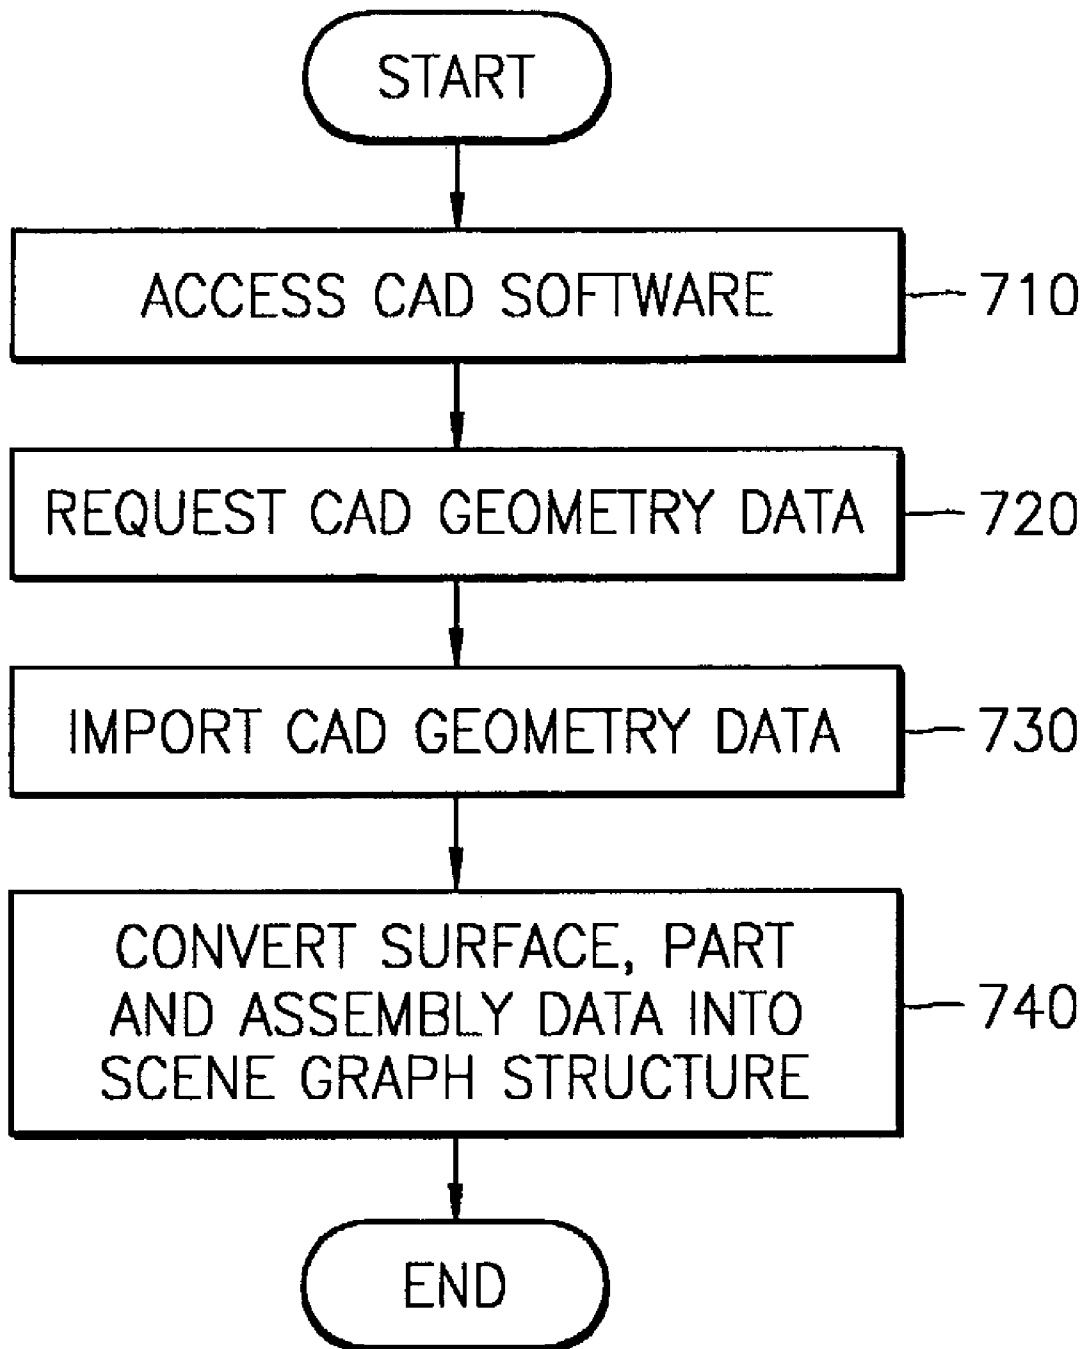 START
ACCESS CAD SOFTWARE
710
REQUEST CAD GEOMETRY DATA
720
IMPORT CAD GEOMETRY DATA
730
CONVERT SURFACE, PART
AND ASSEMBLY DATA INTO
SCENE GRAPH STRUCTURE
740
END